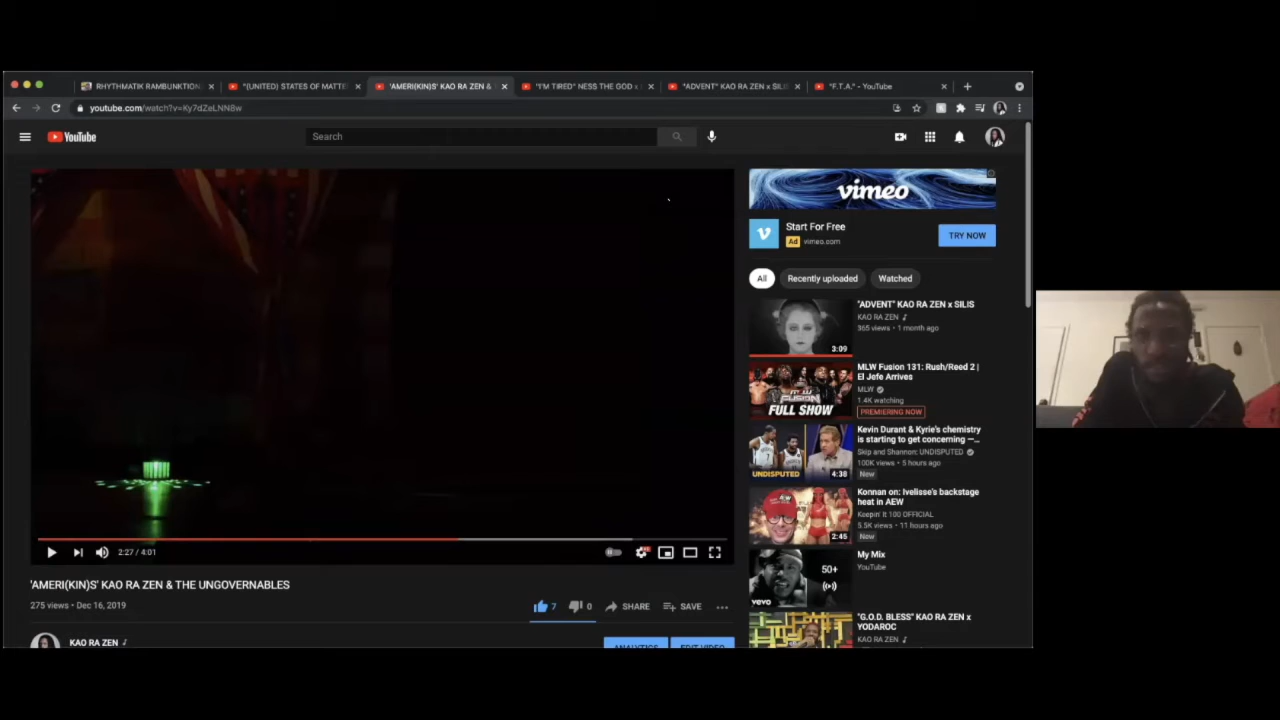 RHYTHMATIK RAMBUNKTION
"(UNITED) STATES OF MATTE
'AMERI(KIN)S' KAO RA ZEN &
"I'M TIRED" NESS THE GOD x
"ADVENT" KAO RA ZEN x SILI
"F.T.A." - YouTube
youtube.com/watch?v=Ky7dZeLNN8w
YouTube
Search
vimeo
Start For Free
Ad vimeo.com
TRY NOW
All
Recently uploaded
Watched
"ADVENT" KAO RA ZEN x SILIS
KAO RA ZEN
365 views • 1 month ago
3:09
MLW Fusion 131: Rush/Reed 2 |
El Jefe Arrives
MLW
1.4K watching
PREMIERING NOW
FUSION
FULL SHOW
Kevin Durant & Kyrie's chemistry
is starting to get concerning —...
Skip and Shannon: UNDISPUTED
100K views • 5 hours ago
New
UNDISPUTED
4:38
Konnan on: Ivelisse's backstage
heat in AEW
Keepin' It 100 OFFICIAL
5.5K views • 11 hours ago
New
2:45
My Mix
YouTube
50+
vevo
"G.O.D. BLESS" KAO RA ZEN x
YODAROC
KAO RA ZEN
2:27 / 4:01
'AMERI(KIN)S' KAO RA ZEN & THE UNGOVERNABLES
275 views • Dec 16, 2019
7
0
SHARE
SAVE
KAO RA ZEN
ANALYTICS
EDIT VIDEO